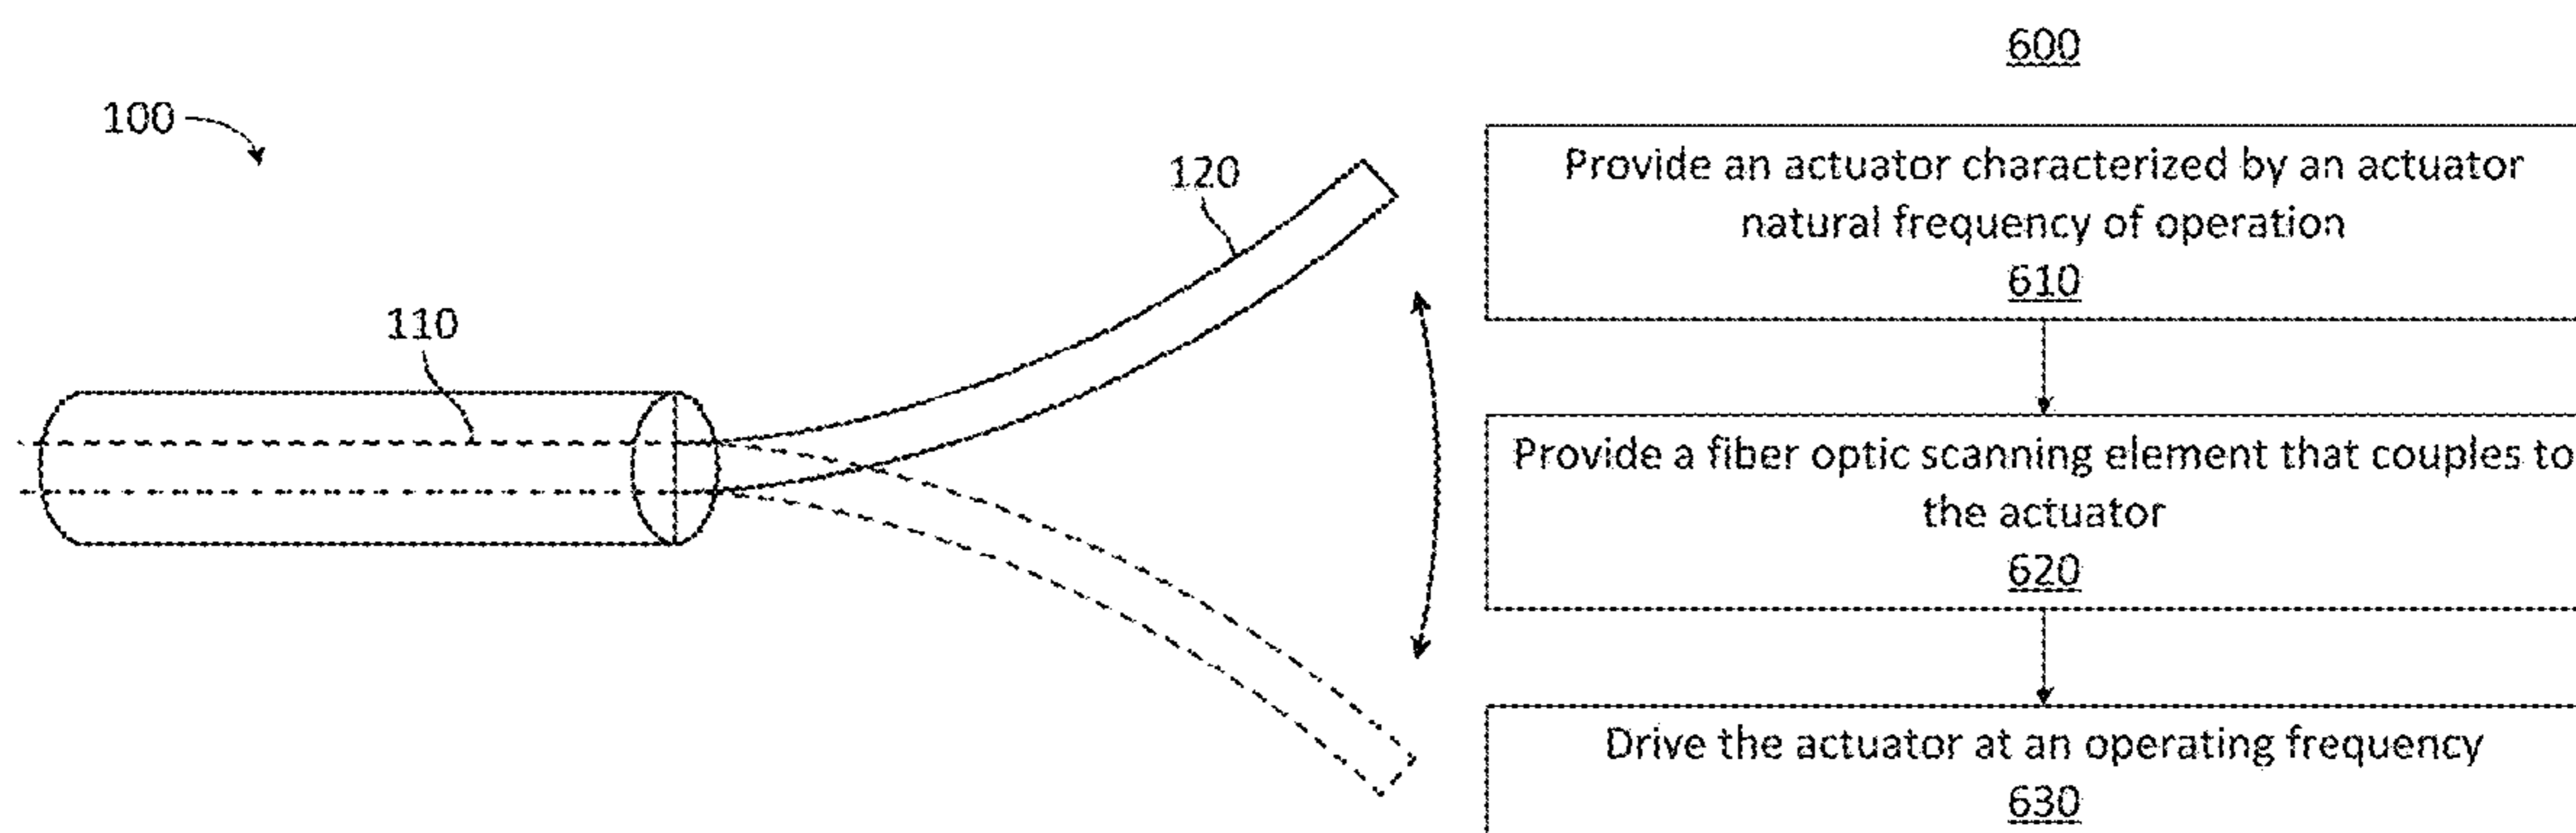 100
120
110
600
Provide an actuator characterized by an actuator
natural frequency of operation
610
Provide a fiber optic scanning element that couples to
the actuator
620
Drive the actuator at an operating frequency
630